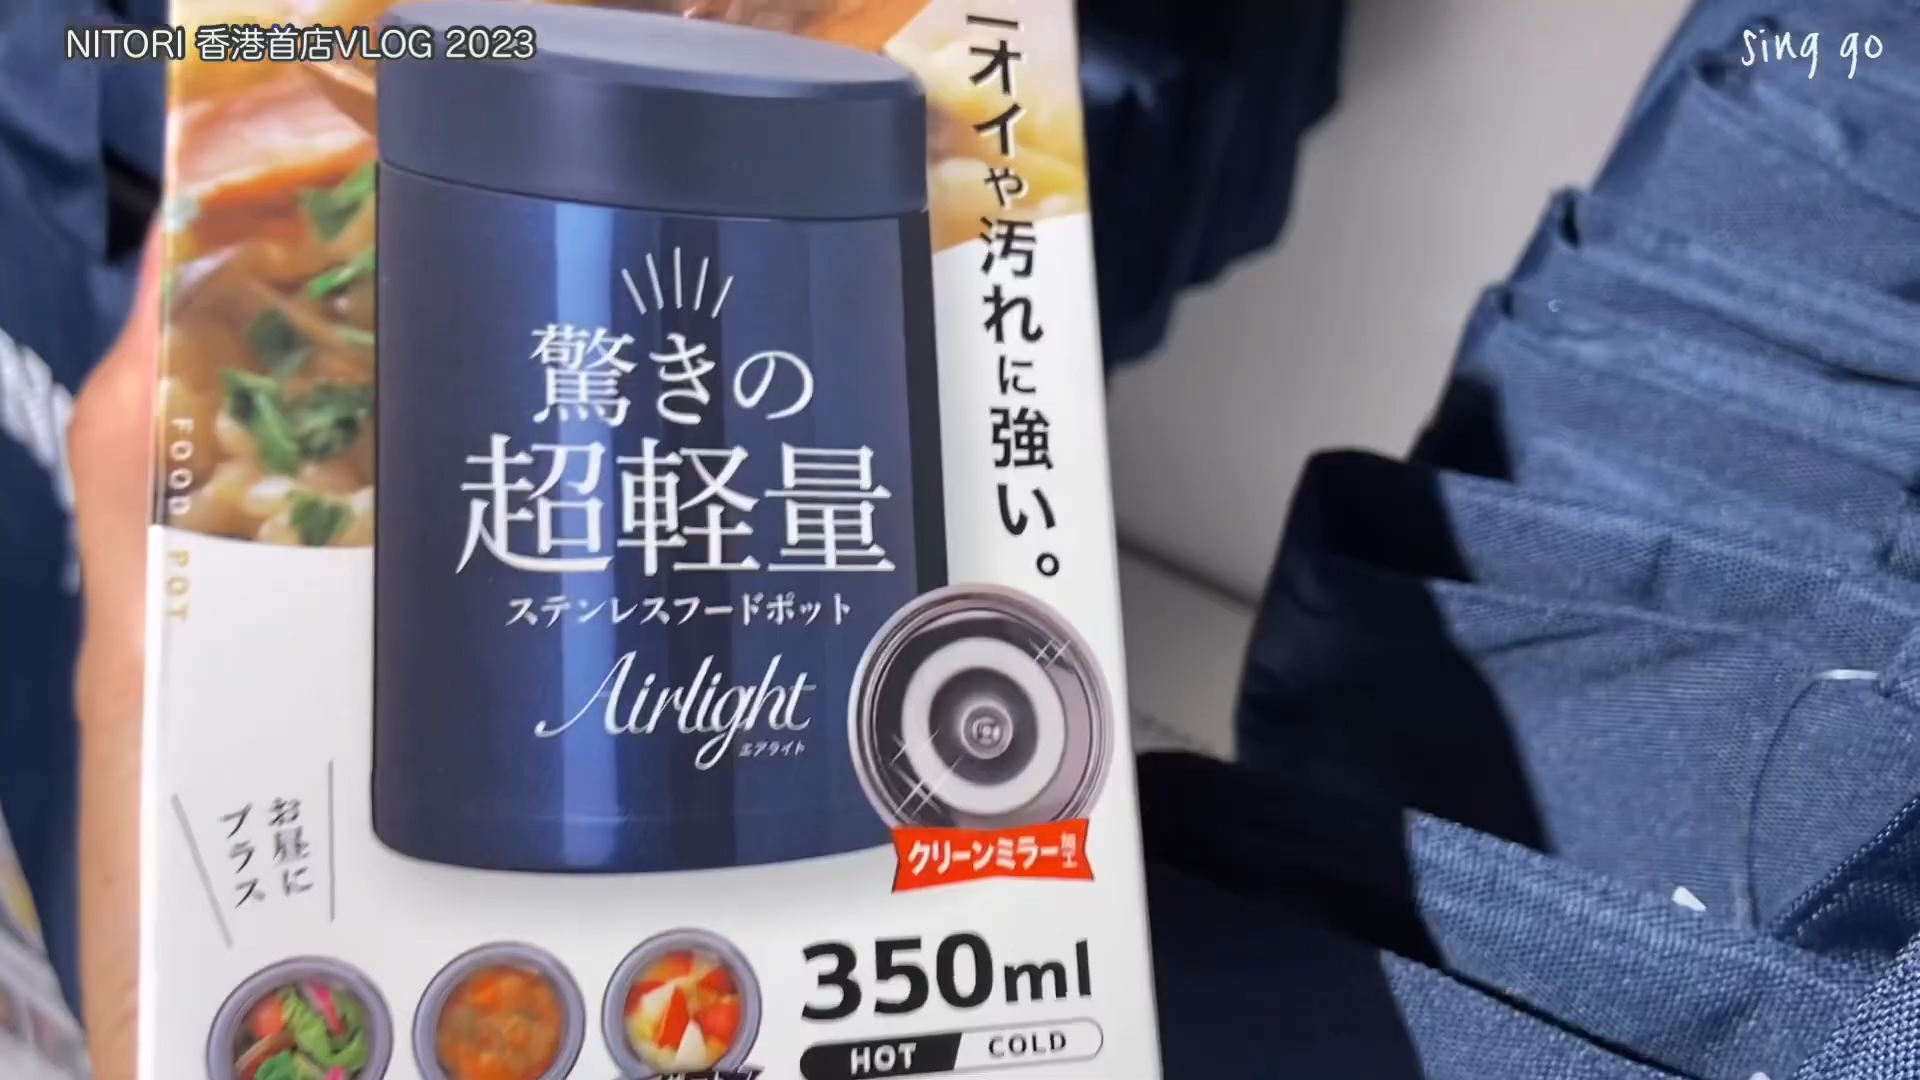 NITORI 香港首店VLOG 2023
sing go
オイや汚れに強い。
驚きの
超軽量
ステンレスフードポット
Airlight
エアライト
クリーンミラー加工
FOOD POT
お昼に
プラス
350ml
HOT
COLD